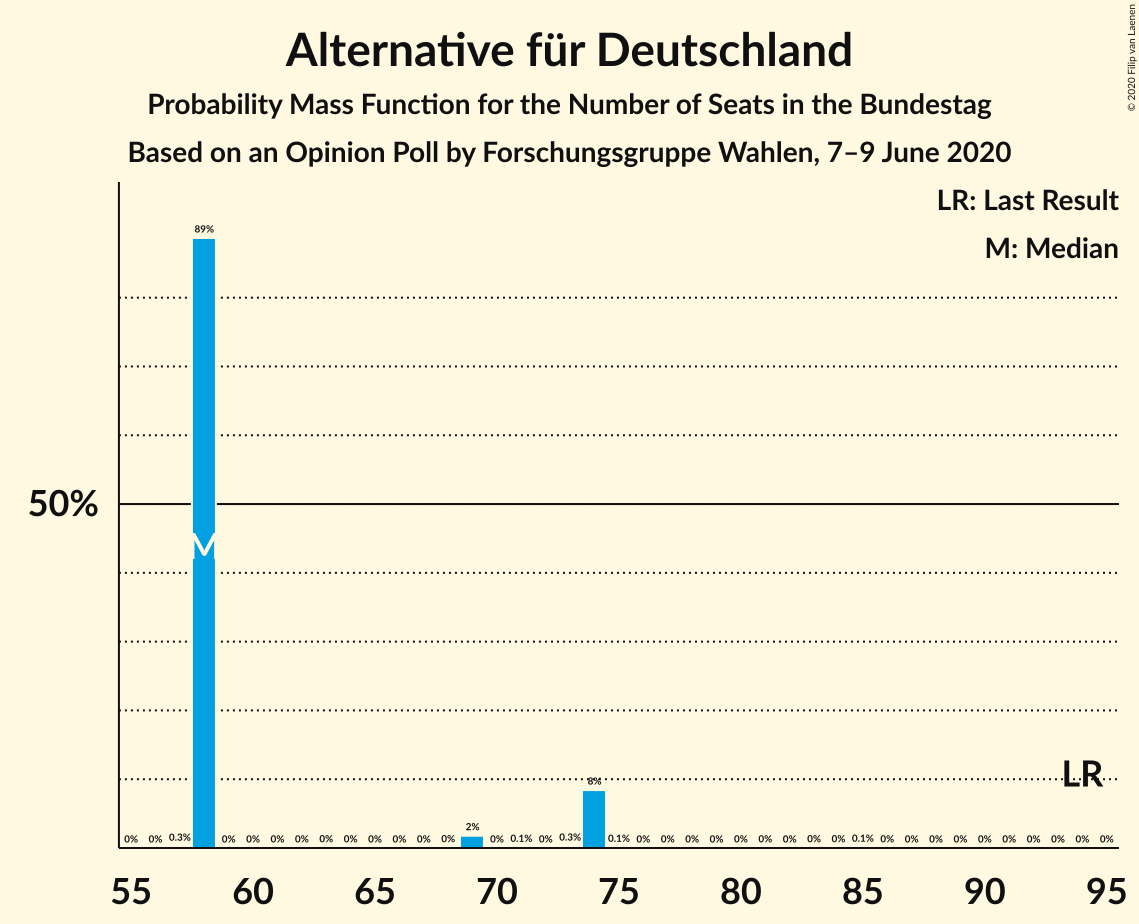 Alternative für Deutschland
Probability Mass Function for the Number of Seats in the Bundestag
Based on an Opinion Poll by Forschungsgruppe Wahlen, 7–9 June 2020
© 2020 Filip van Laenen
LR: Last Result
M: Median
89%
50%
M
LR
8%
2%
0% 0% 0.3% 0% 0% 0% 0% 0% 0% 0% 0% 0% 0% 0% 0.1% 0% 0.3% 0.1% 0% 0% 0% 0% 0% 0% 0% 0% 0% 0.1% 0% 0% 0% 0% 0% 0% 0% 0% 0% 0%
55 60 65 70 75 80 85 90 95